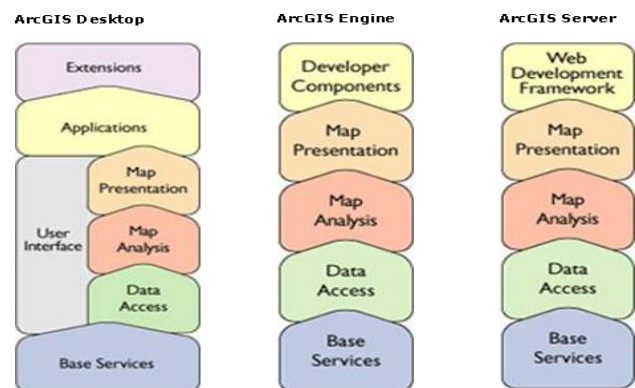 ArcGIS Desktop
Extensions
Applications
User
Interface
Map
Presentation
Map
Analysis
Data
Access
Base Services
ArcGIS Engine
Developer
Components
Map
Presentation
Map
Analysis
Data
Access
Base
Services
ArcGIS Server
Web
Development
Framework
Map
Presentation
Map
Analysis
Data
Access
Base
Services